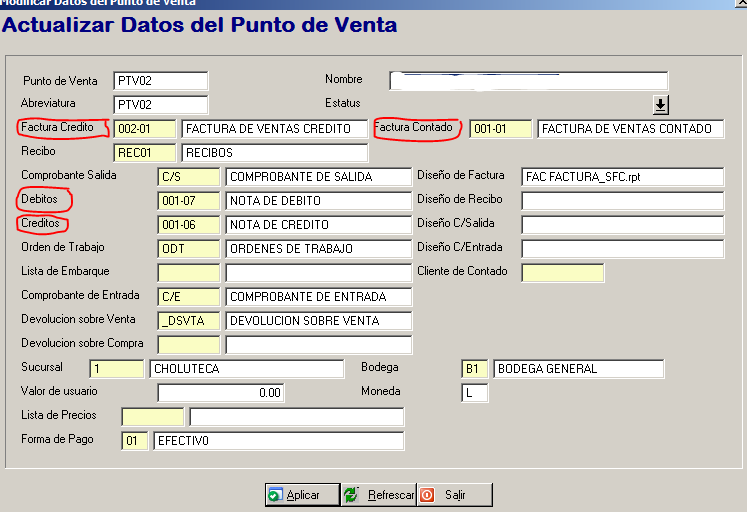 Modificar Datos del Punto de Venta
Actualizar Datos del Punto de Venta
Punto de Venta PTV02 Nombre
Abreviatura PTV02 Estatus
Factura Credito 002-01 FACTURA DE VENTAS CREDITO Factura Contado 001-01 FACTURA DE VENTAS CONTADO
Recibo REC01 RECIBOS
Comprobante Salida C/S COMPROBANTE DE SALIDA Diseño de Factura FAC FACTURA_SFC.rpt
Debitos 001-07 NOTA DE DEBITO Diseño de Recibo
Creditos 001-06 NOTA DE CREDITO Diseño C/Salida
Orden de Trabajo ODT ORDENES DE TRABAJO Diseño C/Entrada
Lista de Embarque Cliente de Contado
Comprobante de Entrada C/E COMPROBANTE DE ENTRADA
Devolucion sobre Venta _DSVTA DEVOLUCION SOBRE VENTA
Devolucion sobre Compra
Sucursal 1 CHOLUTECA Bodega B1 BODEGA GENERAL
Valor de usuario 0.00 Moneda L
Lista de Precios
Forma de Pago 01 EFECTIVO
Aplicar Refrescar Salir